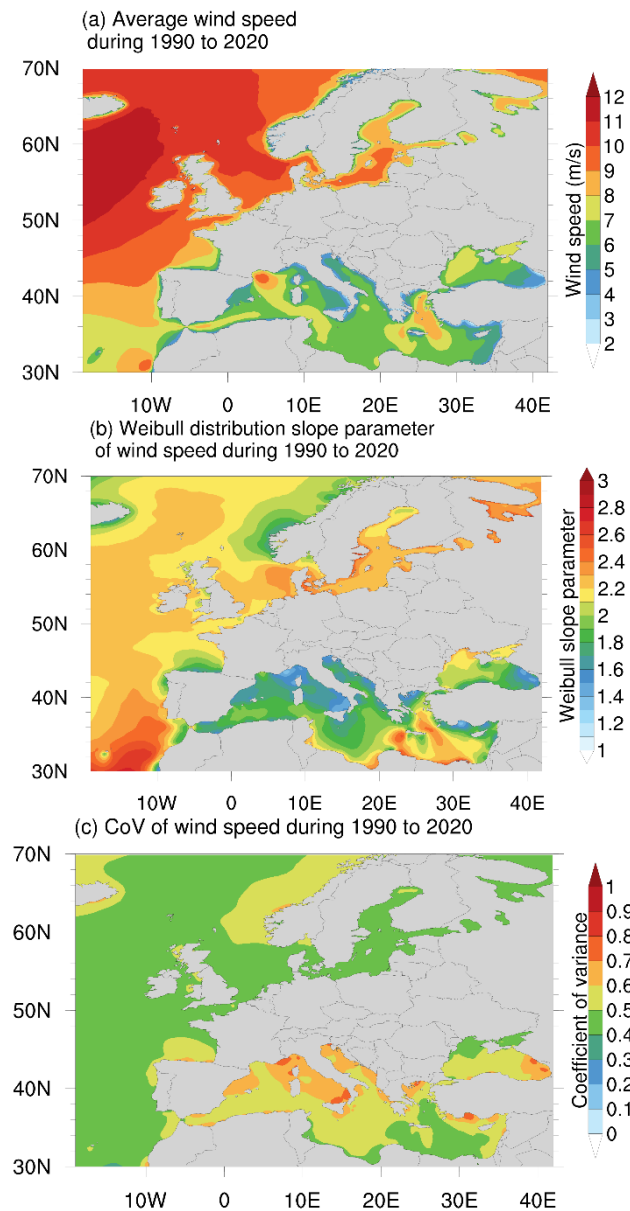 (a) Average wind speed
during 1990 to 2020
70N
60N
50N
40N
30N
10W 0 10E 20E 30E 40E
12
11
10
9
8
7
6
5
4
3
2
Wind speed (m/s)
(b) Weibull distribution slope parameter
of wind speed during 1990 to 2020
70N
60N
50N
40N
30N
10W 0 10E 20E 30E 40E
3
2.8
2.6
2.4
2.2
2
1.8
1.6
1.4
1.2
1
Weibull slope parameter
(c) CoV of wind speed during 1990 to 2020
70N
60N
50N
40N
30N
10W 0 10E 20E 30E 40E
1
0.9
0.8
0.7
0.6
0.5
0.4
0.3
0.2
0.1
0
Coefficient of variance